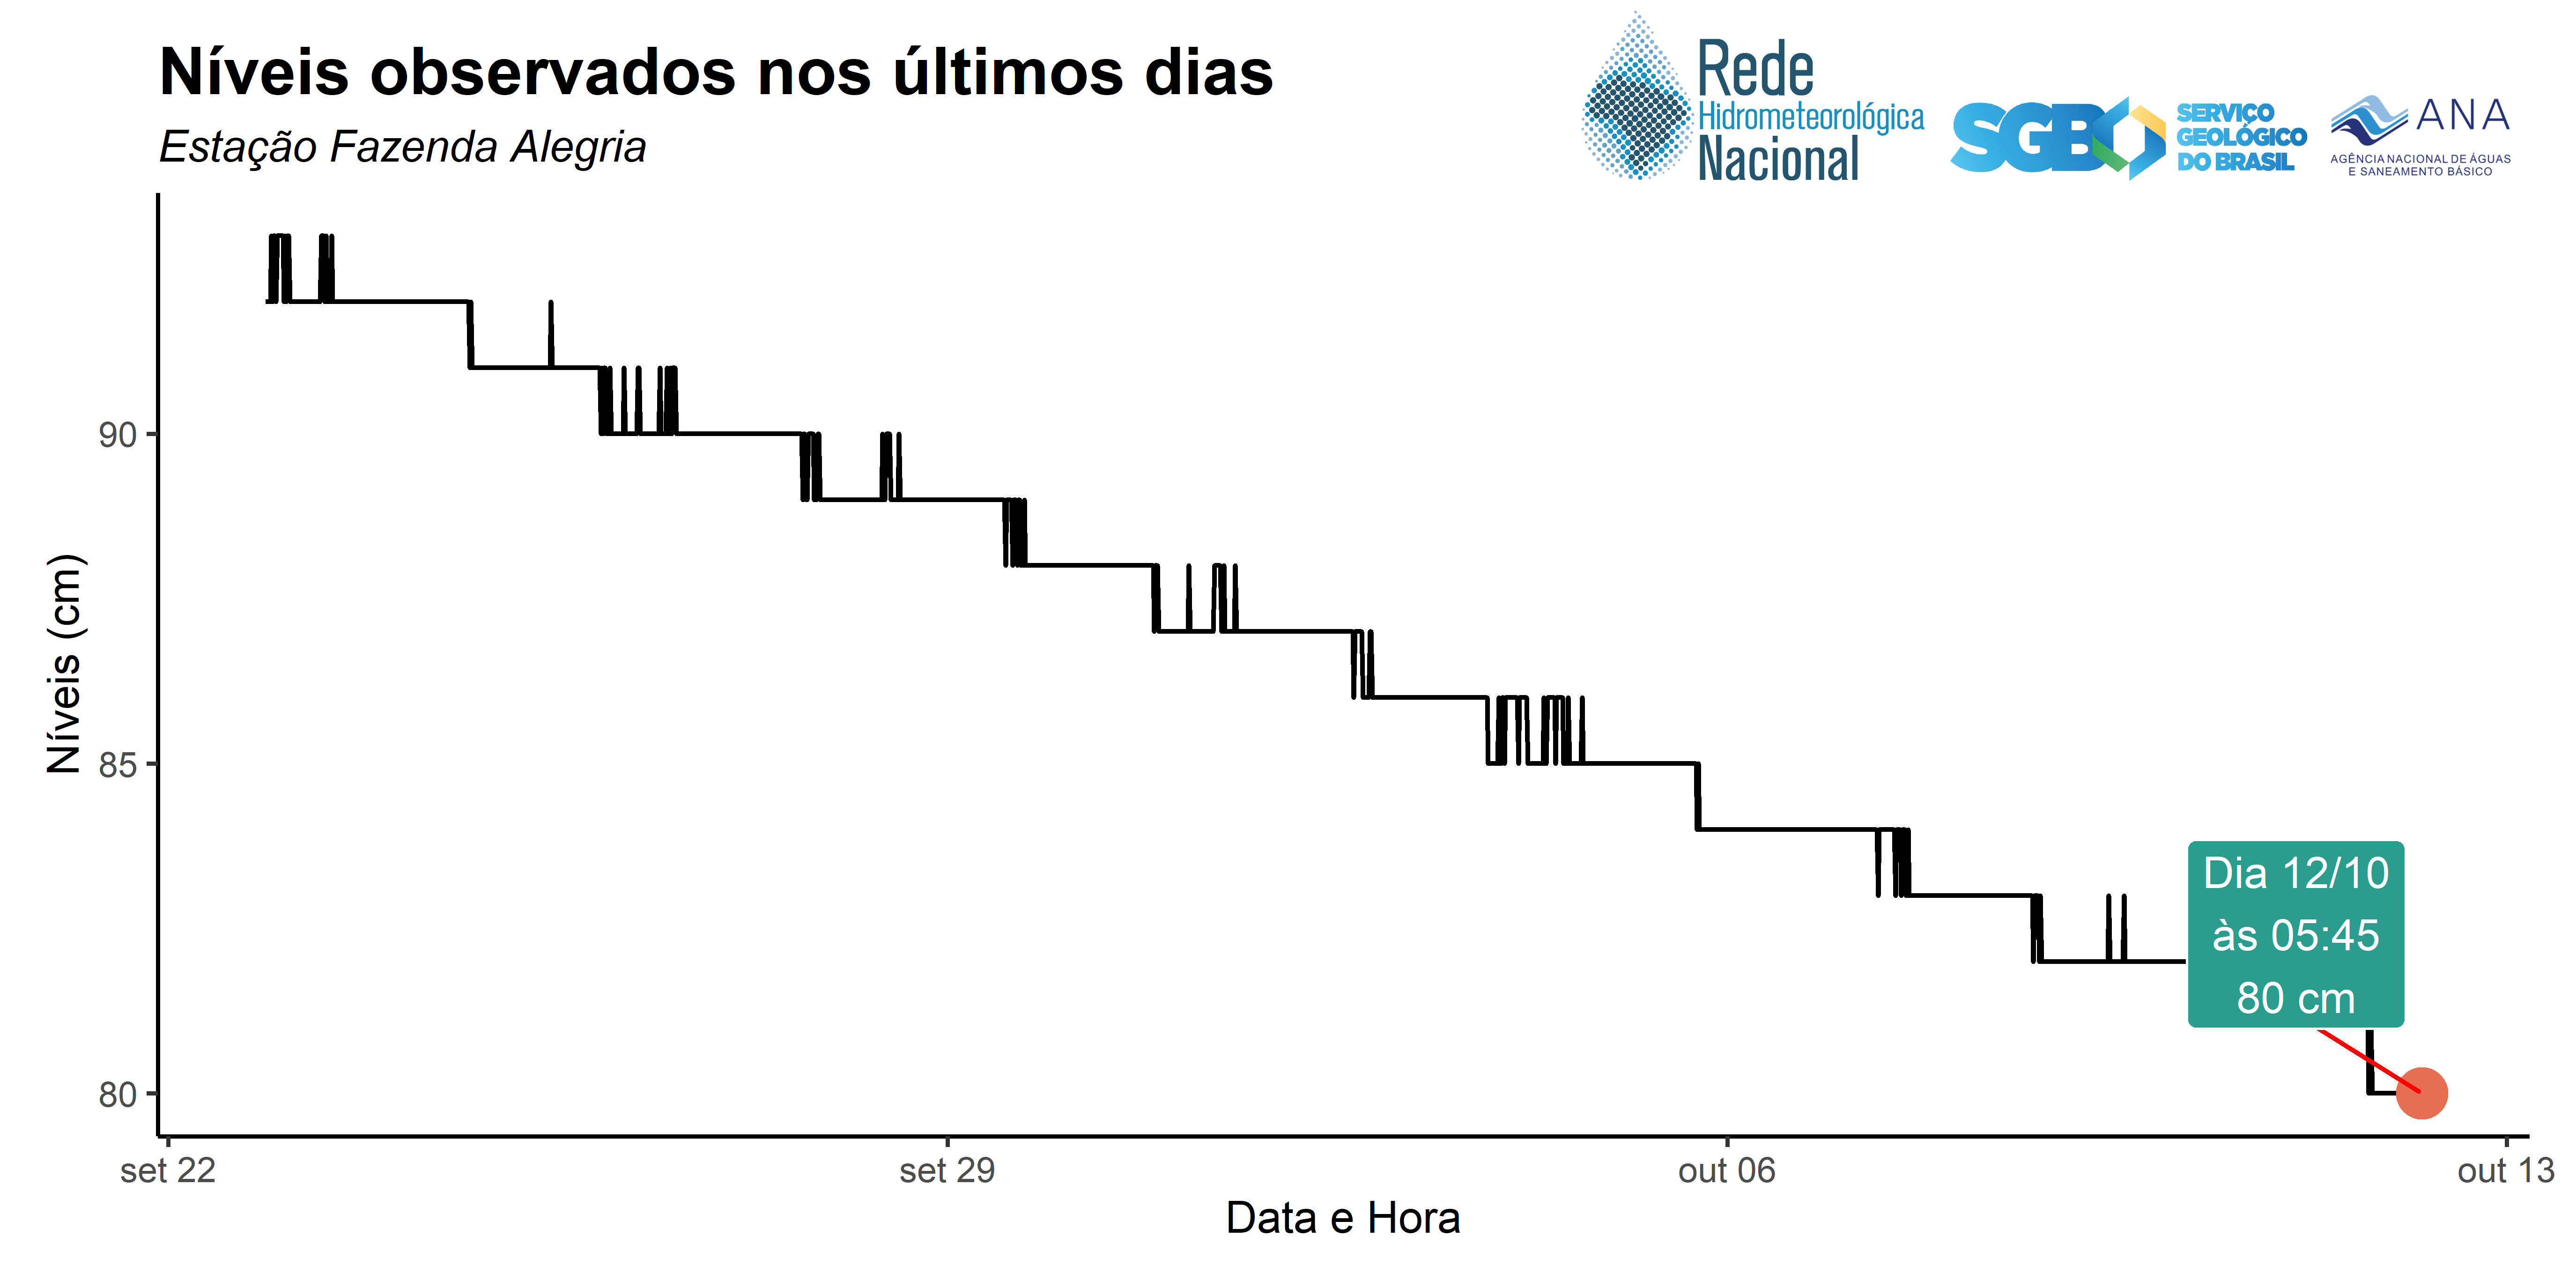 Níveis observados nos últimos dias
Estação Fazenda Alegria
Rede
Hidrometeorológica
Nacional
SGB
SERVIÇO
GEOLÓGICO
DO BRASIL
ANA
AGÊNCIA NACIONAL DE ÁGUAS
E SANEAMENTO BÁSICO
Níveis (cm)
90
85
80
Dia 12/10
às 05:45
80 cm
set 22
set 29
out 06
out 13
Data e Hora